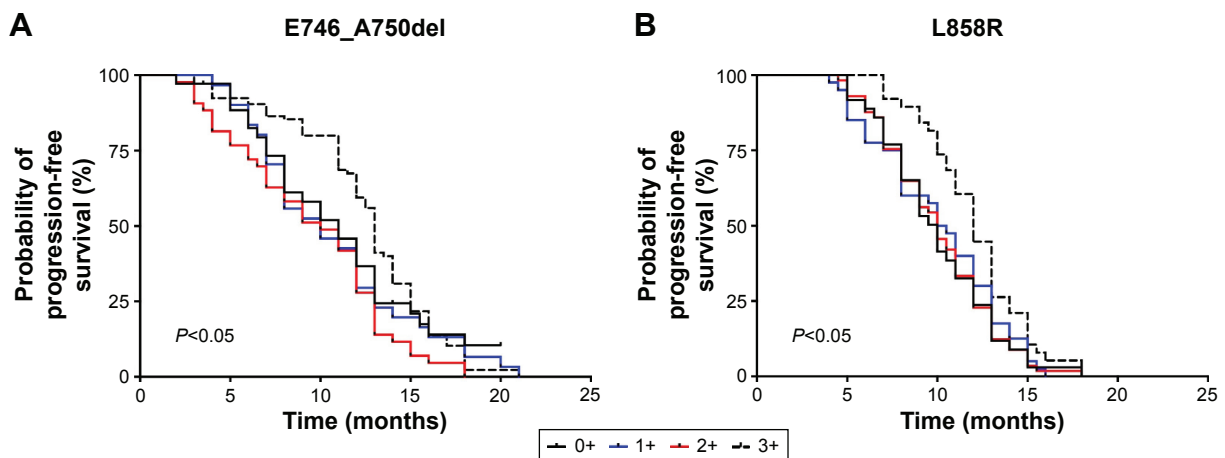 A
E746_A750del
Probability of
progression-free
survival (%)
100
75
50
25
0
P<0.05
0 5 10 15 20 25
Time (months)
B
L858R
Probability of
progression-free
survival (%)
100
75
50
25
0
P<0.05
0 5 10 15 20 25
Time (months)
0+ 1+ 2+ 3+